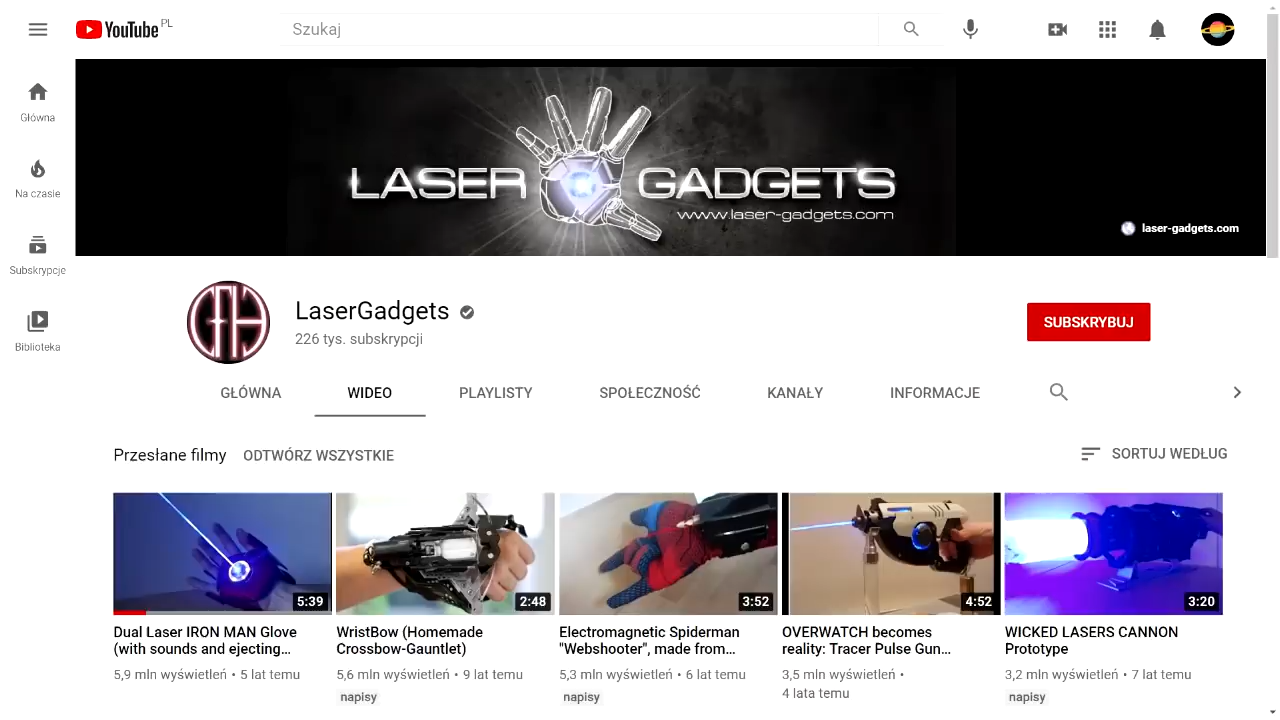 YouTube PL
Szukaj
Główna
Na czasie
Subskrypcje
Biblioteka
LASER GADGETS
www.laser-gadgets.com
laser-gadgets.com
LaserGadgets
226 tys. subskrypcji
SUBSKRYBUJ
GŁÓWNA WIDEO PLAYLISTY SPOŁECZNOŚĆ KANAŁY INFORMACJE
Przesłane filmy ODTWÓRZ WSZYSTKIE SORTUJ WEDŁUG
5:39
Dual Laser IRON MAN Glove
(with sounds and ejecting...
5,9 mln wyświetleń • 5 lat temu
2:48
WristBow (Homemade
Crossbow-Gauntlet)
5,6 mln wyświetleń • 9 lat temu
napisy
3:52
Electromagnetic Spiderman
"Webshooter", made from...
5,3 mln wyświetleń • 6 lat temu
napisy
4:52
OVERWATCH becomes
reality: Tracer Pulse Gun...
3,5 mln wyświetleń •
4 lata temu
3:20
WICKED LASERS CANNON
Prototype
3,2 mln wyświetleń • 7 lat temu
napisy